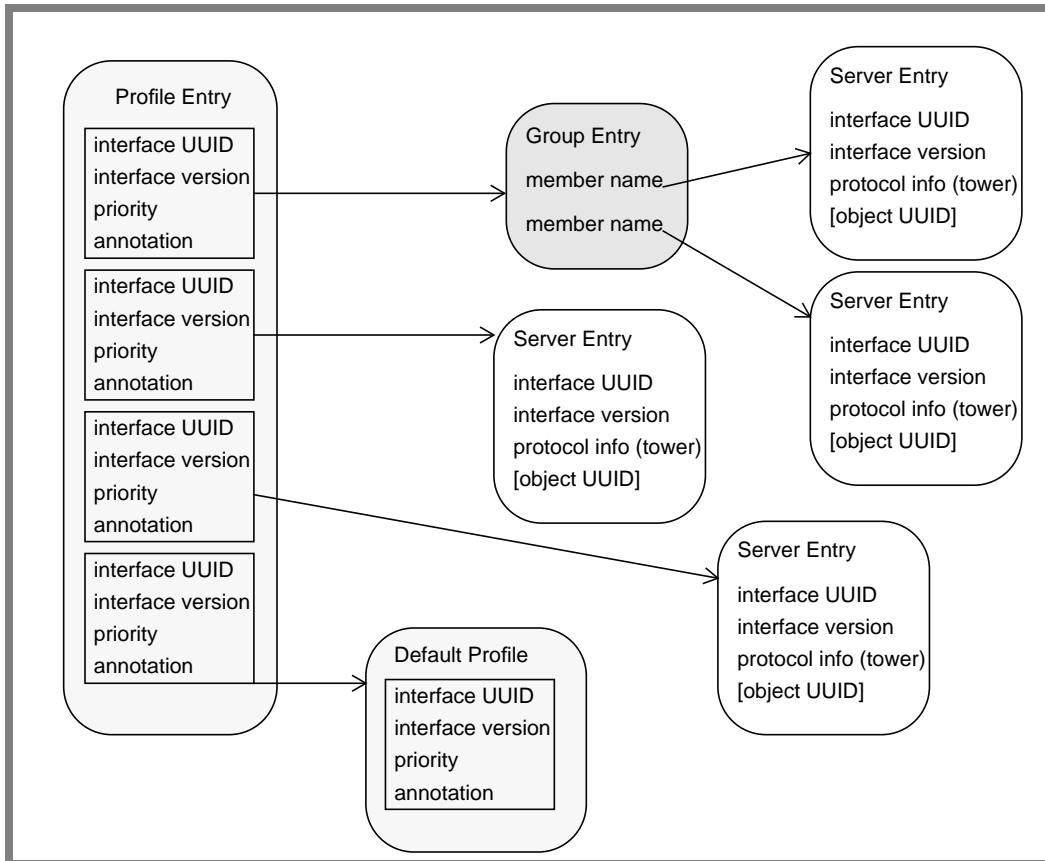 Profile Entry
interface UUID
interface version
priority
annotation
interface UUID
interface version
priority
annotation
interface UUID
interface version
priority
annotation
interface UUID
interface version
priority
annotation
Group Entry
member name
member name
Server Entry
interface UUID
interface version
protocol info (tower)
[object UUID]
Server Entry
interface UUID
interface version
protocol info (tower)
[object UUID]
Server Entry
interface UUID
interface version
protocol info (tower)
[object UUID]
Server Entry
interface UUID
interface version
protocol info (tower)
[object UUID]
Default Profile
interface UUID
interface version
priority
annotation